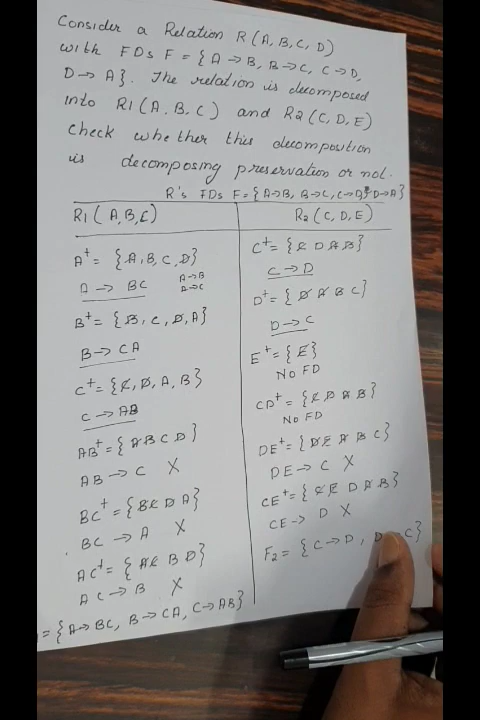 Consider a Relation R (A, B, C, D)
with FDs F = { A → B, B → C, C → D,
D → A}. The relation is decomposed
into R1 (A, B, C) and R2 (C, D, E)
Check whether this decomposition
is decomposing preservation or not.
R's FDs F = {A→B, B→C, C→D, D→A}
R1 ( A, B, C)
A+ = { A, B, C, D}
A → BC
A→B
B→C
B+ = { B, C, D, A}
B → CA
C+ = { C, D, A, B}
C → AB
AB+ = { A B C D }
AB → C X
BC+ = { B C D A}
BC → A X
AC+ = { A C B D}
AC → B X
= {A→ BC, B→ CA, C→ AB}
R2 ( C, D, E)
C+ = { C D A B }
C → D
D+ = { D A B C }
D → C
E+ = { E }
NO FD
CD+ = { C D A B }
NO FD
DE+ = { D E A B C }
DE → C X
CE+ = { C E D A B }
CE → D X
F2 = { C → D , D C }